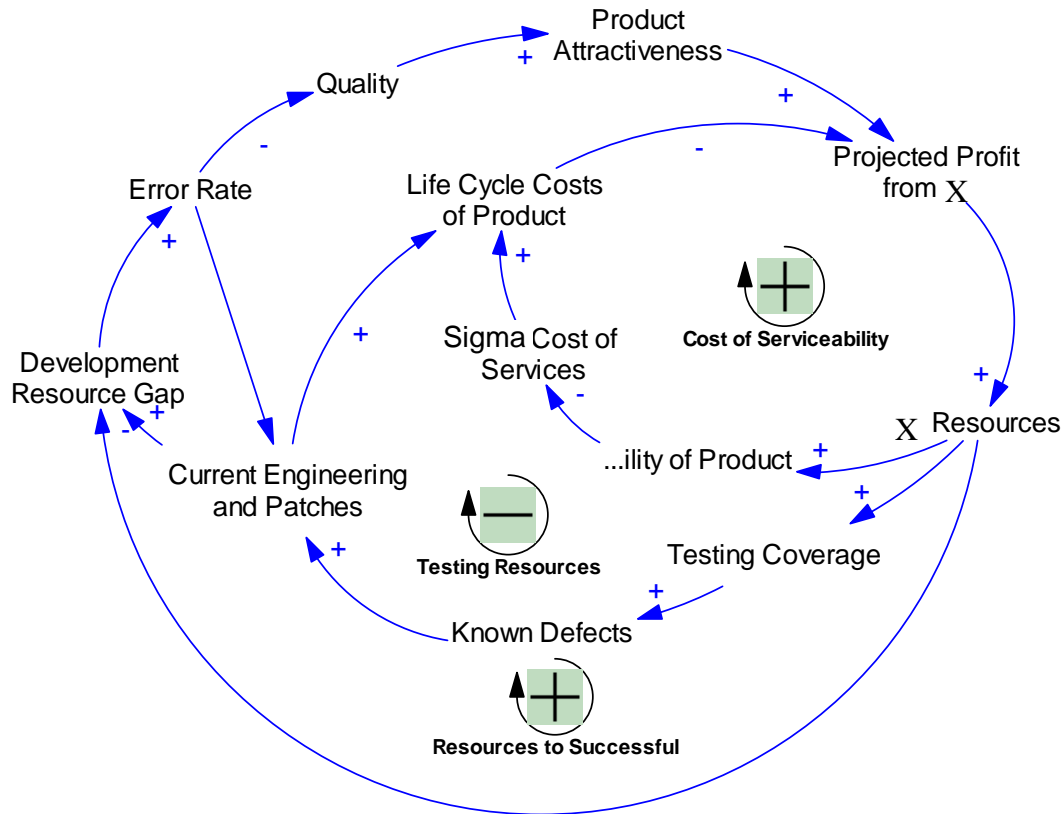 Product
Attractiveness
+
+
Quality
-
-
Projected Profit
from X
Error Rate
Life Cycle Costs
of Product
+
+
+
Cost of Serviceability
Sigma Cost of
Services
Development
Resource Gap
+
-
+
-
X Resources
+
...ility of Product
Current Engineering
and Patches
+
Testing Coverage
Testing Resources
+
+
Known Defects
Resources to Successful